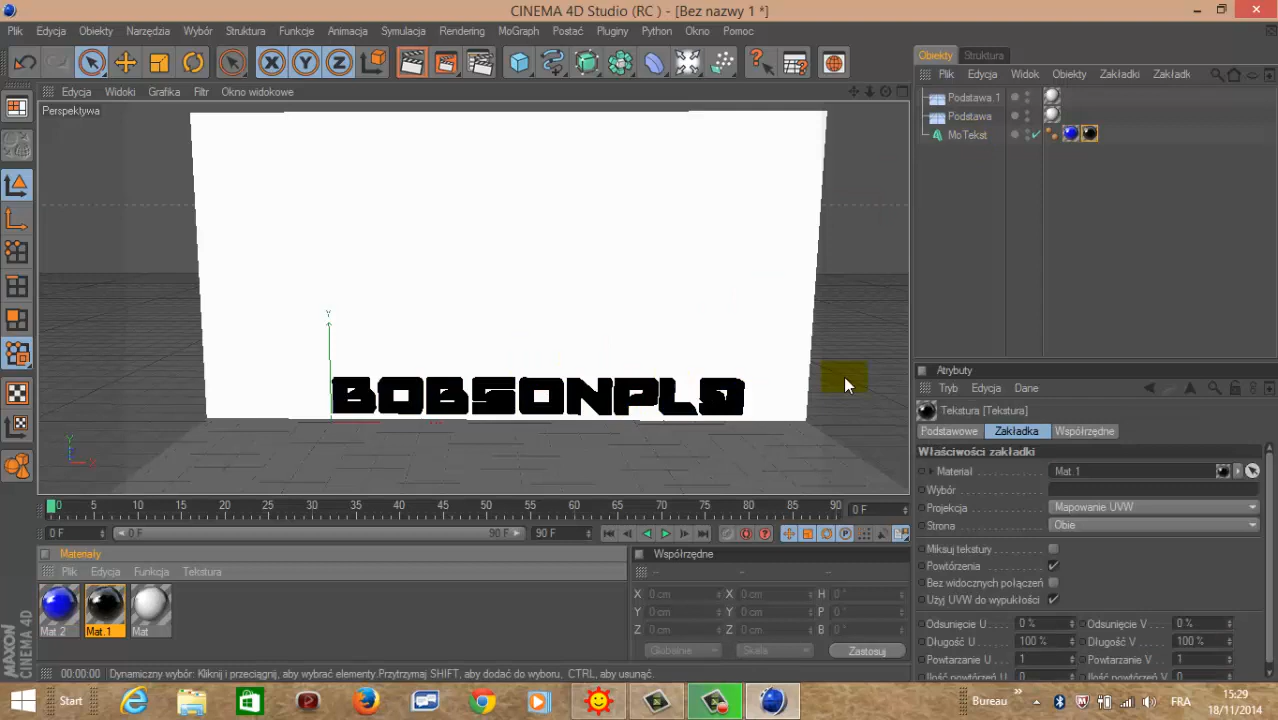 CINEMA 4D Studio (RC ) - [Bez nazwy 1 *]
Plik Edycja Obiekty Narzędzia Wybór Struktura Funkcje Animacja Symulacja Rendering MoGraph Postać Pluginy Python Okno Pomoc
X Y Z
Edycja Widoki Grafika Filtr Okno widokowe
Perspektywa
Y
BOBSONPL
Y
X
0 5 10 15 20 25 30 35 40 45 50 55 60 65 70 75 80 85 90 0 F
0 F 0 F 90 F 90 F
Materiały
Plik Edycja Funkcja Tekstura
Mat.2 Mat.1 Mat
MAXON
CINEMA 4D
Współrzędne
-- -- --
X 0 cm X 0 cm H 0 °
Y 0 cm Y 0 cm P 0 °
Z 0 cm Z 0 cm B 0 °
Globalnie Skala Zastosuj
00:00:00 Dynamiczny wybór: Kliknij i przeciągnij, aby wybrać elementy.Przytrzymaj SHIFT, aby dodać do wyboru, CTRL, aby usunąć.
Obiekty Struktura
Plik Edycja Widok Obiekty Zakładki Zakładk
Podstawa.1
Podstawa
MoTekst
Atrybuty
Tryb Edycja Dane
Tekstura [Tekstura]
Podstawowe Zakładka Współrzędne
Właściwości zakładki
Materiał Mat.1
Wybór
Projekcja Mapowanie UVW
Strona Obie
Miksuj tekstury
Powtórzenia
Bez widocznych połączeń
Użyj UVW do wypukłości
Odsunięcie U 0 % Odsunięcie V 0 %
Długość U 100 % Długość V 100 %
Powtarzanie U 1 Powtarzanie V 1
Start
Bureau » FRA
15:29
18/11/2014